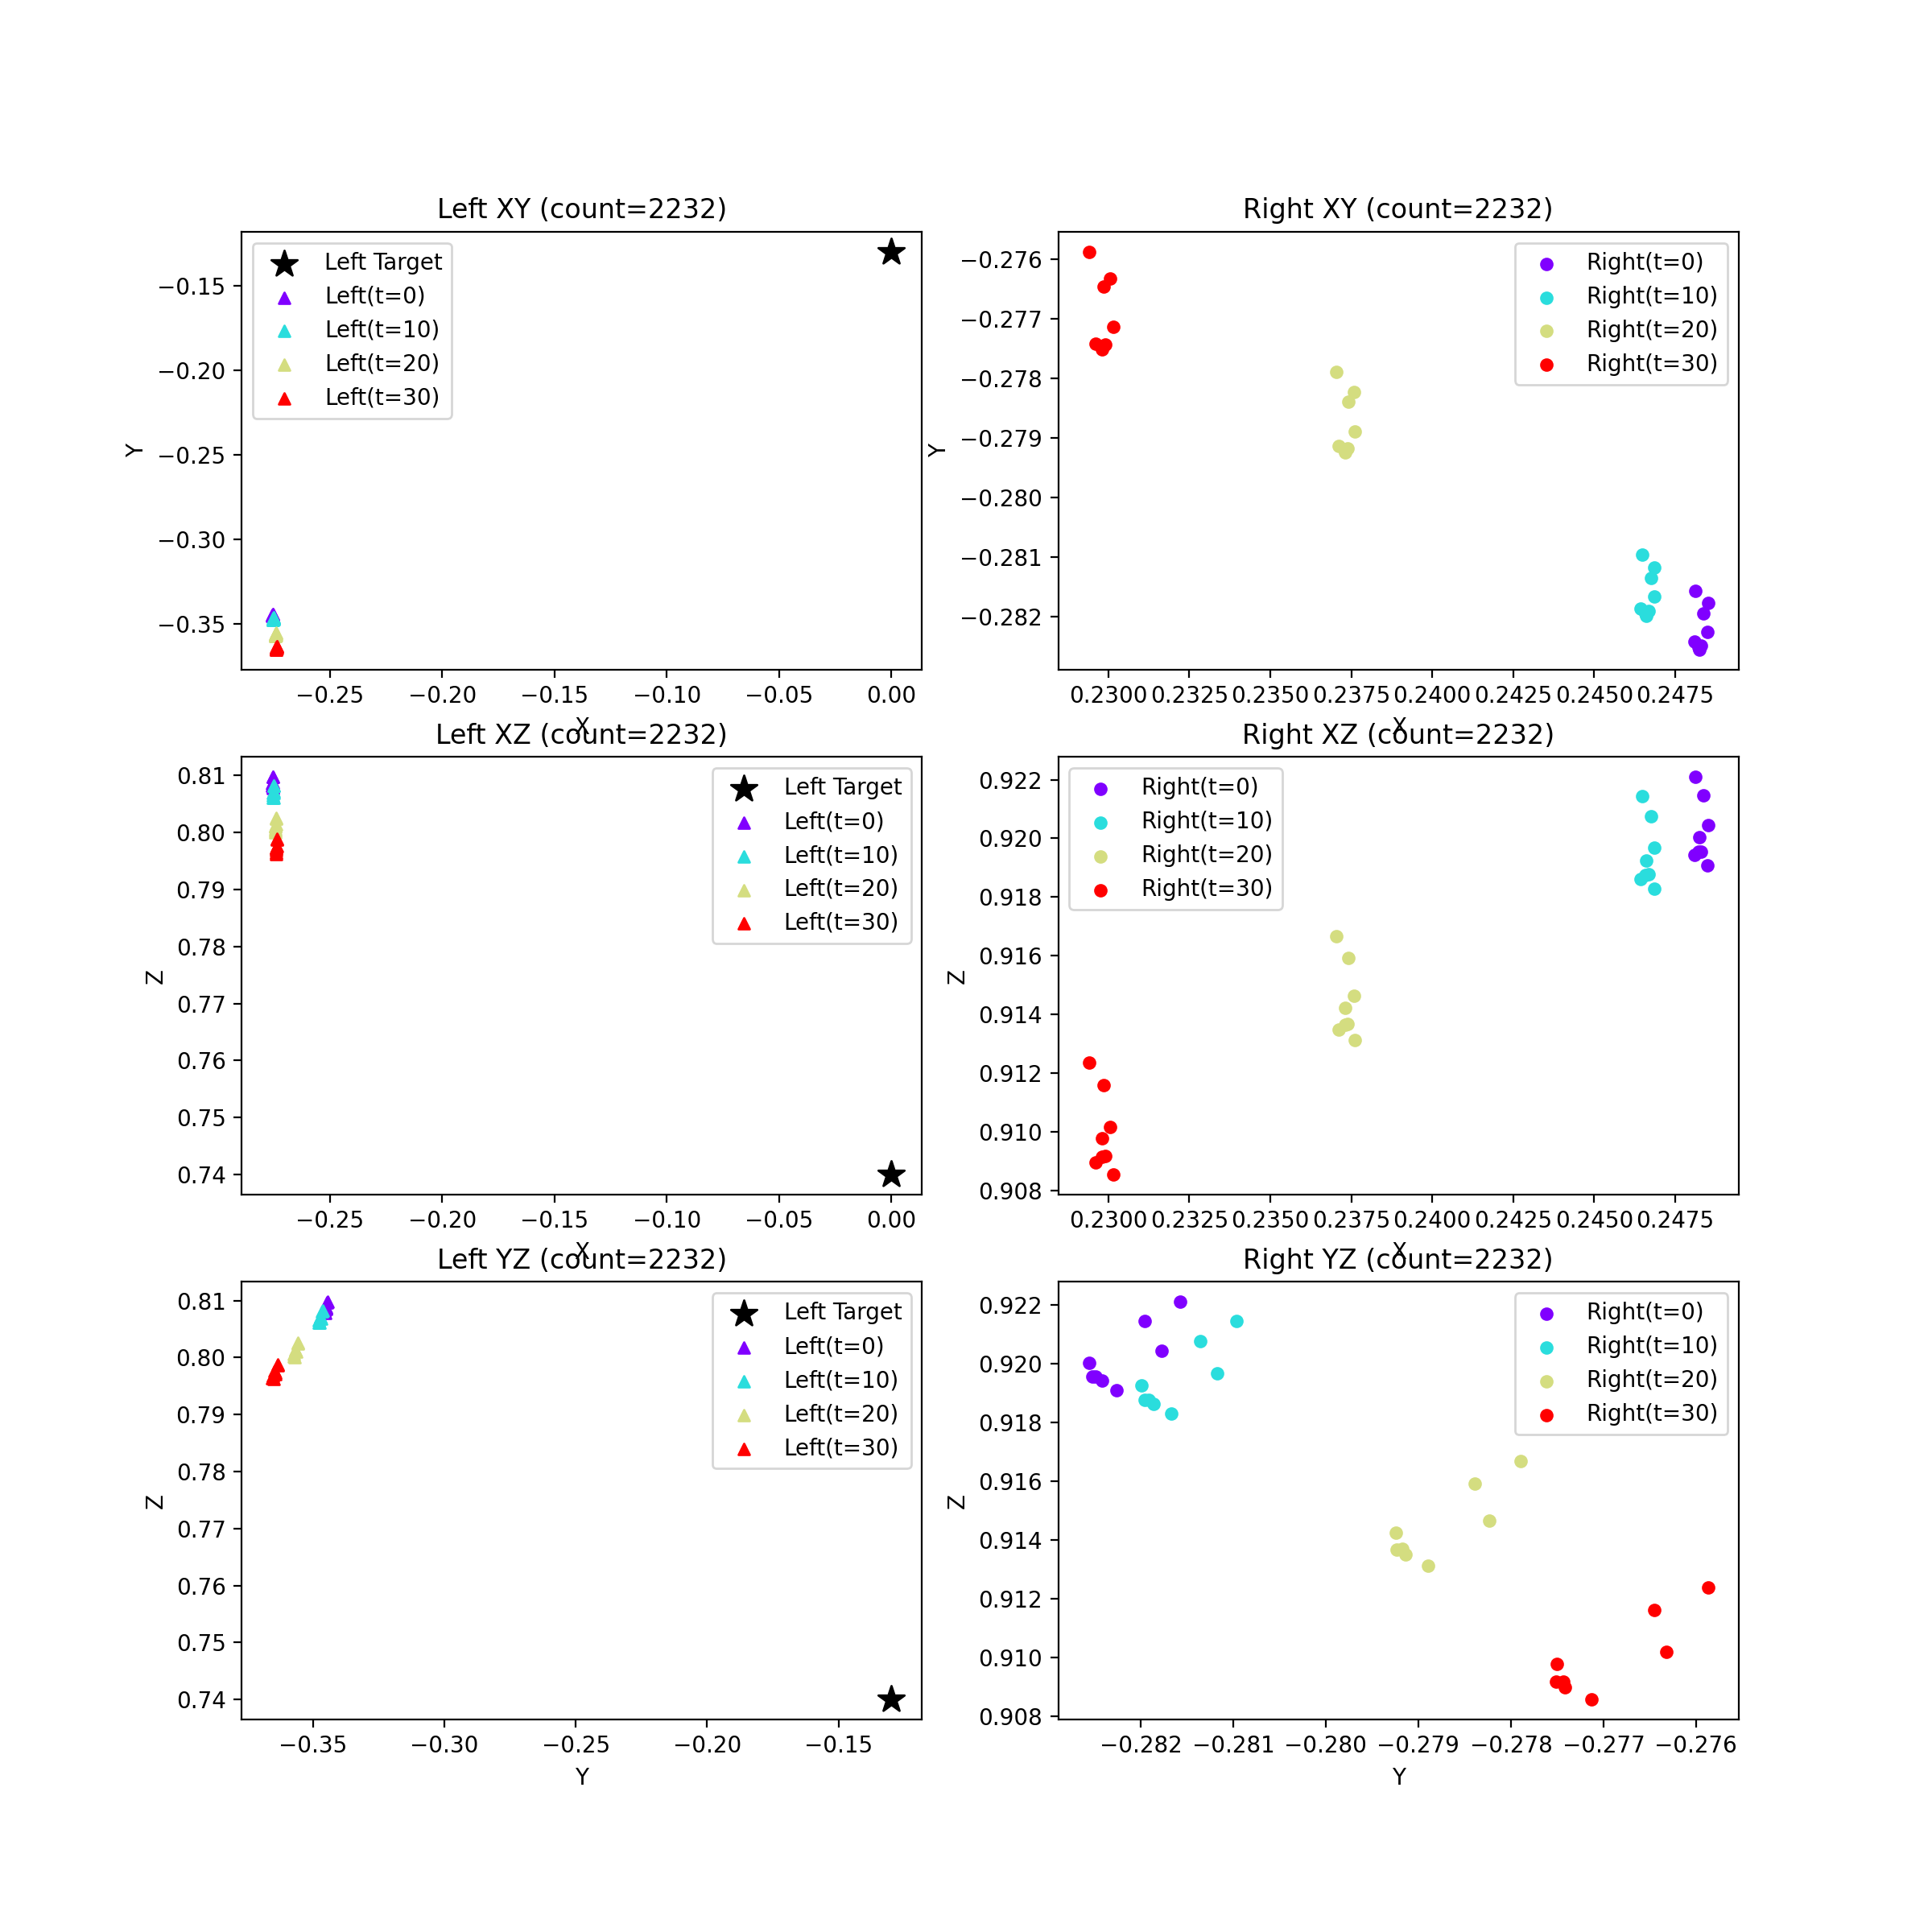 Left XY (count=2232)
Left Target
Left(t=0)
Left(t=10)
Left(t=20)
Left(t=30)
Y
−0.15
−0.20
−0.25
−0.30
−0.35
−0.25 −0.20 −0.15 −0.10 −0.05 0.00
X
Right XY (count=2232)
Right(t=0)
Right(t=10)
Right(t=20)
Right(t=30)
Y
−0.276
−0.277
−0.278
−0.279
−0.280
−0.281
−0.282
0.2300 0.2325 0.2350 0.2375 0.2400 0.2425 0.2450 0.2475
X
Left XZ (count=2232)
Left Target
Left(t=0)
Left(t=10)
Left(t=20)
Left(t=30)
Z
0.81
0.80
0.79
0.78
0.77
0.76
0.75
0.74
−0.25 −0.20 −0.15 −0.10 −0.05 0.00
X
Right XZ (count=2232)
Right(t=0)
Right(t=10)
Right(t=20)
Right(t=30)
Z
0.922
0.920
0.918
0.916
0.914
0.912
0.910
0.908
0.2300 0.2325 0.2350 0.2375 0.2400 0.2425 0.2450 0.2475
X
Left YZ (count=2232)
Left Target
Left(t=0)
Left(t=10)
Left(t=20)
Left(t=30)
Z
0.81
0.80
0.79
0.78
0.77
0.76
0.75
0.74
−0.35 −0.30 −0.25 −0.20 −0.15
Y
Right YZ (count=2232)
Right(t=0)
Right(t=10)
Right(t=20)
Right(t=30)
Z
0.922
0.920
0.918
0.916
0.914
0.912
0.910
0.908
−0.282 −0.281 −0.280 −0.279 −0.278 −0.277 −0.276
Y